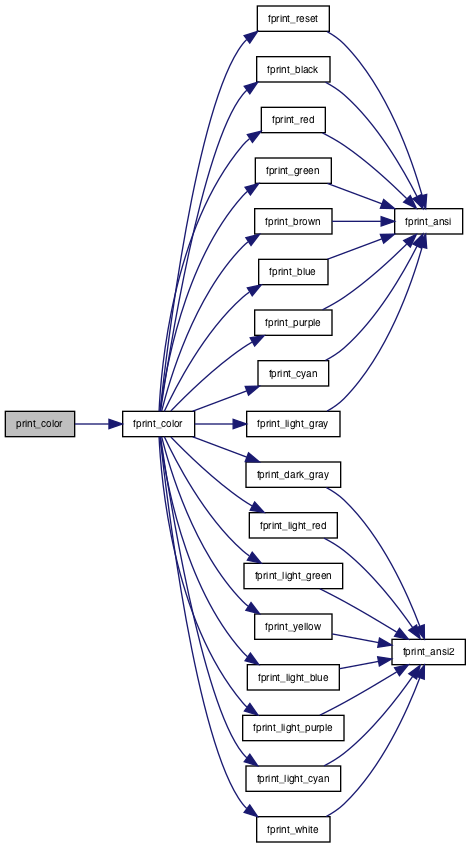 fprint_reset
fprint_black
fprint_red
fprint_green
fprint_brown
fprint_ansi
fprint_blue
fprint_purple
fprint_cyan
print_color
fprint_color
fprint_light_gray
fprint_dark_gray
fprint_light_red
fprint_light_green
fprint_yellow
fprint_ansi2
fprint_light_blue
fprint_light_purple
fprint_light_cyan
fprint_white